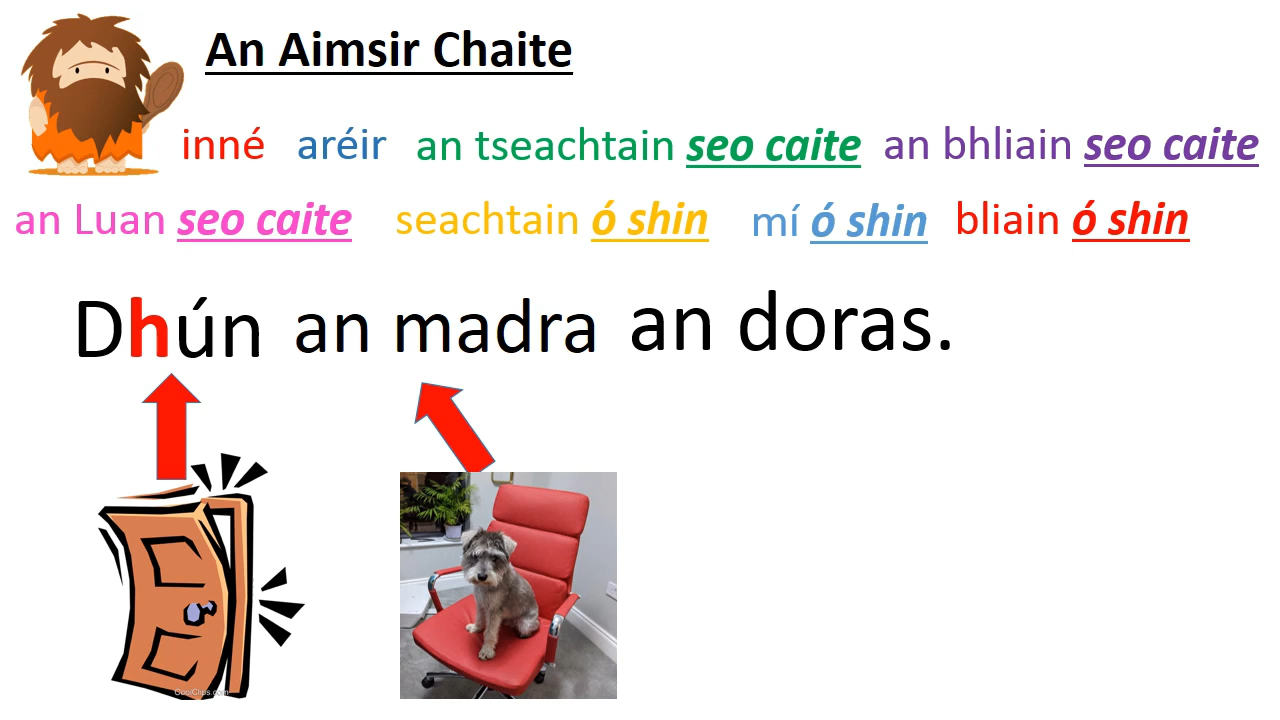 An Aimsir Chaite
inné aréir an tseachtain seo caite an bhliain seo caite
an Luan seo caite seachtain ó shin mí ó shin bliain ó shin
Dhún an madra an doras.